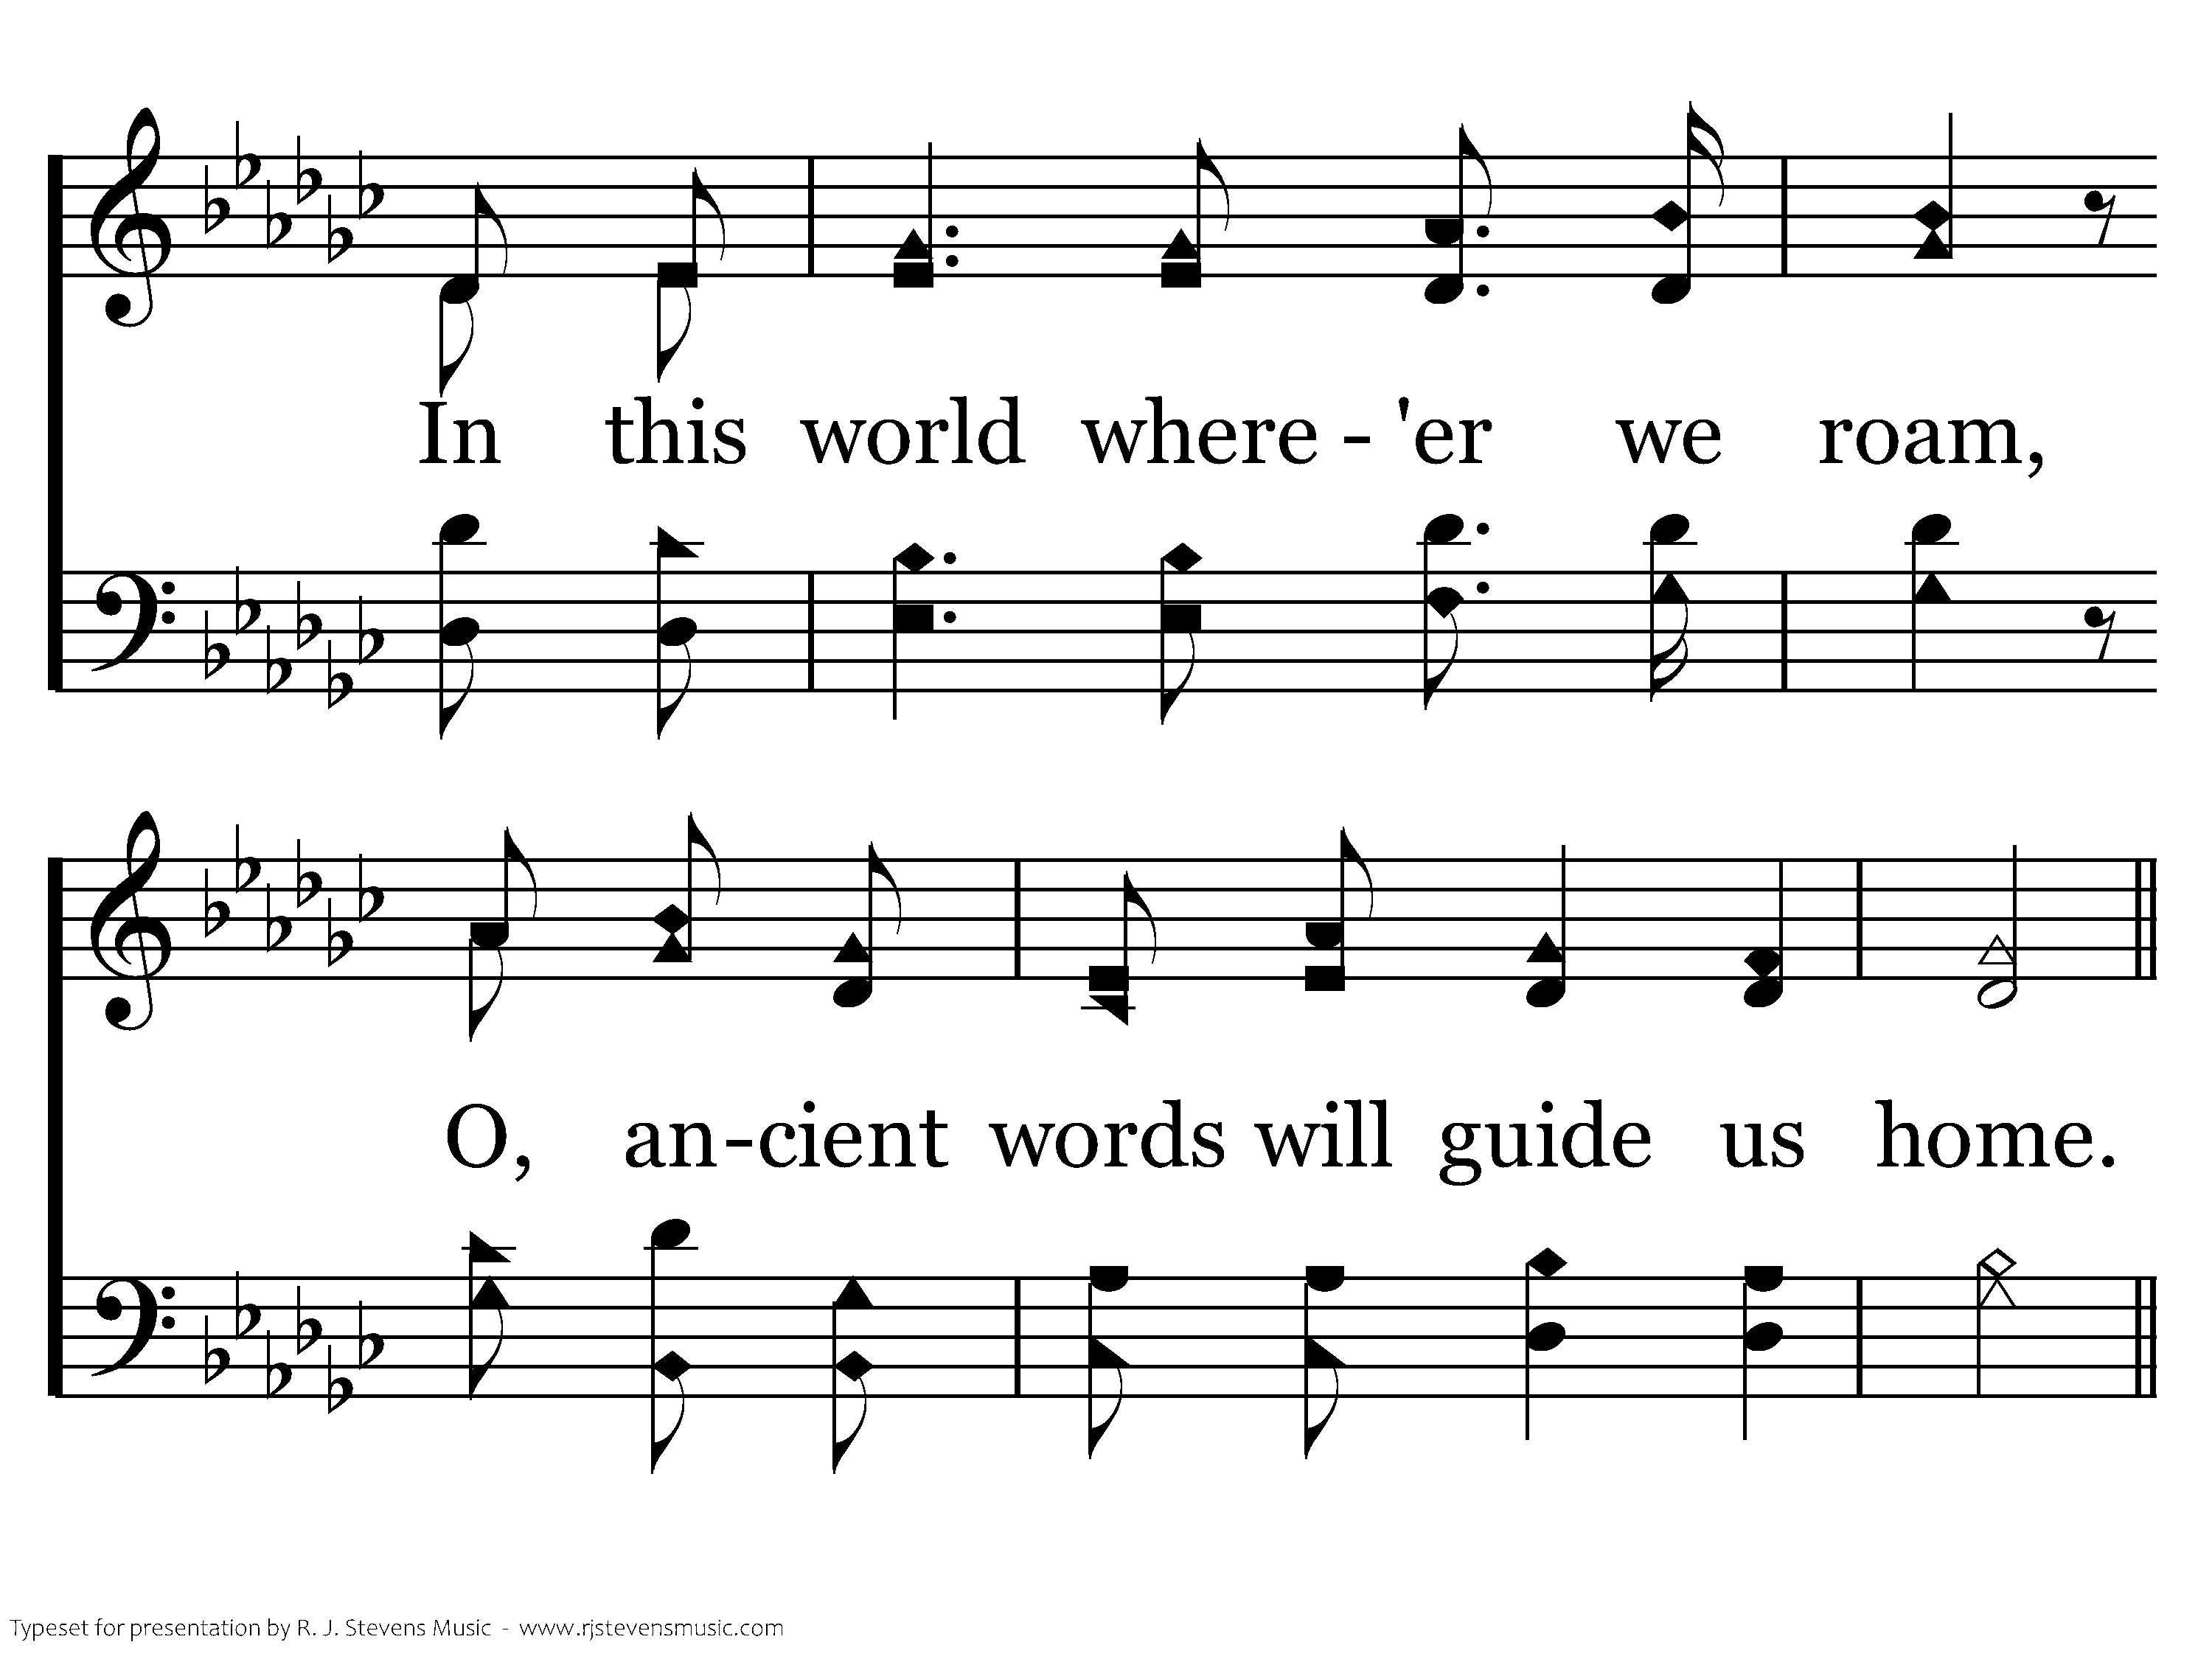 In this world where - 'er we roam,
O, an-cient words will guide us home.
Typeset for presentation by R. J. Stevens Music - www.rjstevensmusic.com